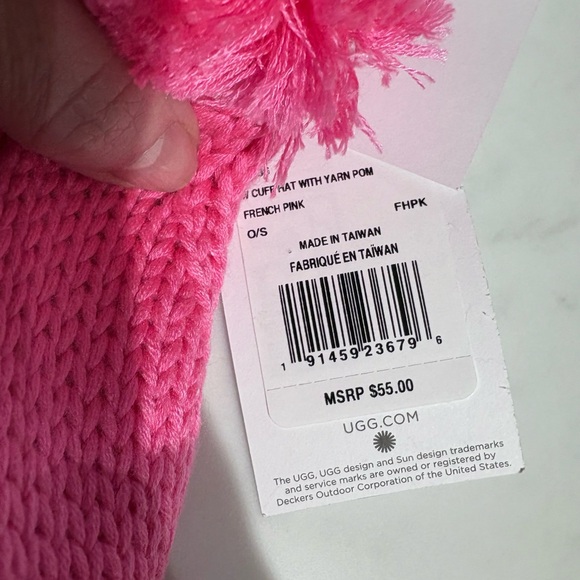 / CUFF HAT WITH YARN POM
FRENCH PINK FHPK
O/S
MADE IN TAIWAN
FABRIQUÉ EN TAÏWAN
1 91459 23679 6
MSRP $55.00
UGG.COM
The UGG, UGG design and Sun design trademarks
and service marks are owned or registered by
Deckers Outdoor Corporation of the United States.